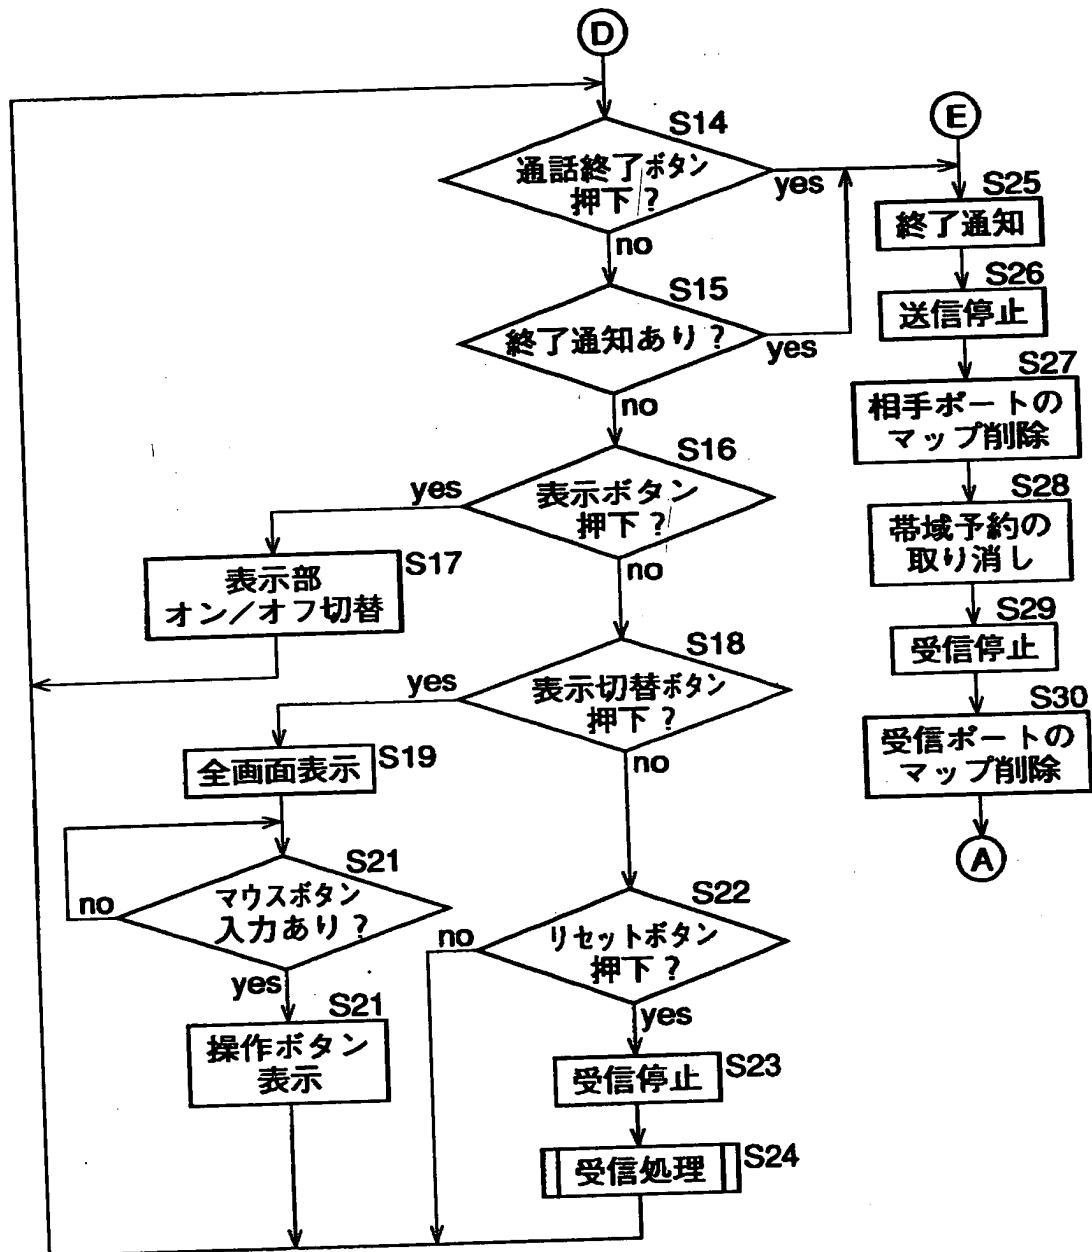 D
S14
通話終了ボタン
押下?
yes
no
E
S25
終了通知
S26
送信停止
S27
相手ポートの
マップ削除
S28
帯域予約の
取り消し
S29
受信停止
S30
受信ポートの
マップ削除
A
S15
終了通知あり?
yes
no
S16
表示ボタン
押下?
yes
no
S17
表示部
オン/オフ切替
S18
表示切替ボタン
押下?
yes
no
S19
全画面表示
S21
マウスボタン
入力あり?
no
yes
S21
操作ボタン
表示
S22
リセットボタン
押下?
no
yes
S23
受信停止
S24
受信処理